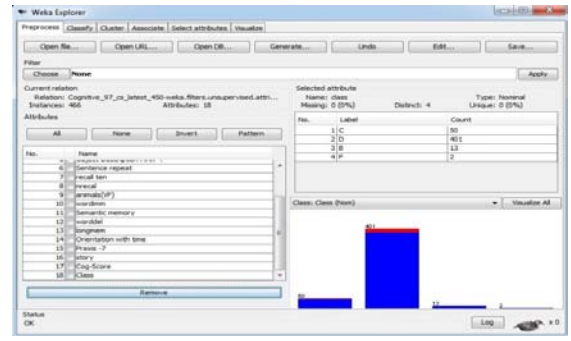 Weka Explorer
Preprocess Classify Cluster Associate Select attributes Visualize
Open file... Open URL... Open DB... Generate... Undo Edit... Save...
Filter
Choose None Apply
Current relation
Relation: Cognitive_97_cs_latest_450-weka.filters.unsupervised.attri...
Instances: 466 Attributes: 18
Selected attribute
Name: class Type: Nominal
Missing: 0 (0%) Distinct: 4 Unique: 0 (0%)
Attributes
All None Invert Pattern
No. Name
6 Sentence repeat
7 recall ten
8 nrecal
9 animals(VF)
10 wordmm
11 Semantic memory
12 worddel
13 longmem
14 Orientation with time
15 Praxis -7
16 story
17 Cog-Score
18 Class
Remove
No. Label Count
1 C 50
2 D 401
3 B 13
4 F 2
Class: Class (Nom) Visualize All
401
50
13
2
Status
OK
Log x 0